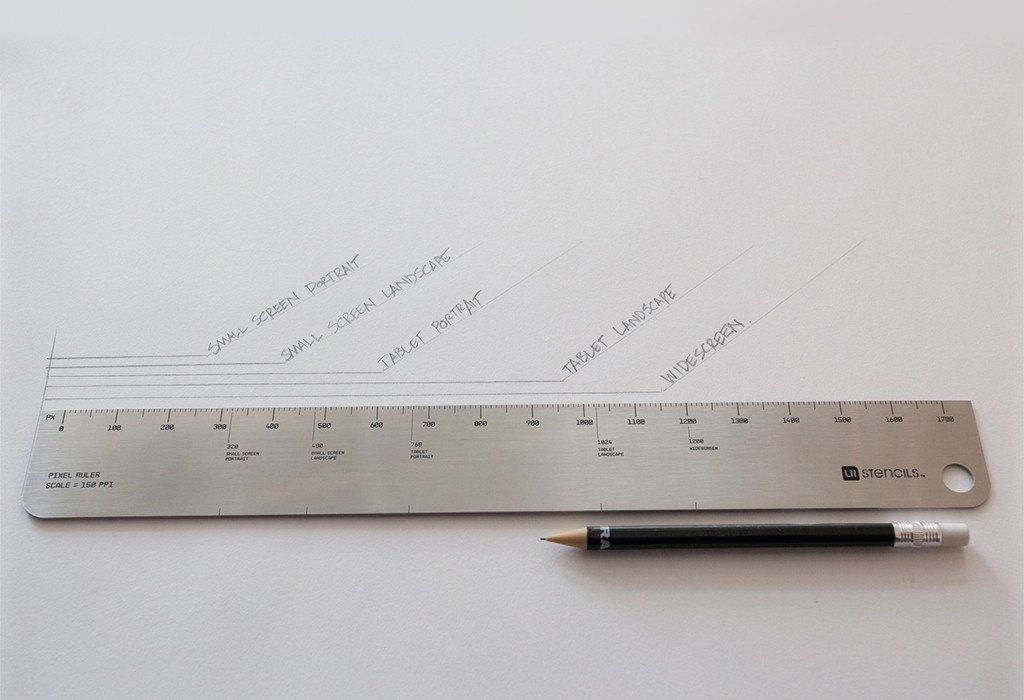 SMALL SCREEN PORTRAIT
SMALL SCREEN LANDSCAPE
TABLET PORTRAIT
TABLET LANDSCAPE
WIDESCREEN.
PX
0 100 200 300 400 500 600 700 800 900 1000 1100 1200 1300 1400 1500 1600 1700
320
SMALL SCREEN
PORTRAIT
480
SMALL SCREEN
LANDSCAPE
768
TABLET
PORTRAIT
1024
TABLET
LANDSCAPE
1200
WIDESCREEN
PIXEL RULER
SCALE = 150 PPI
UI STENCILS™
RA